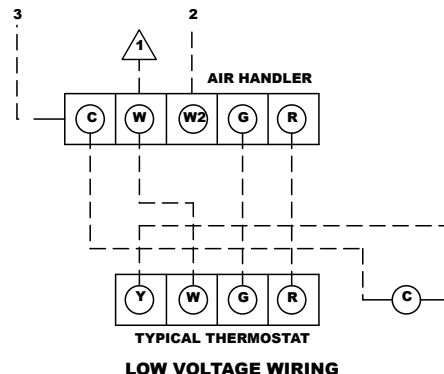 3
2
1
AIR HANDLER
C W W2 G R
C
Y W G R
TYPICAL THERMOSTAT
LOW VOLTAGE WIRING